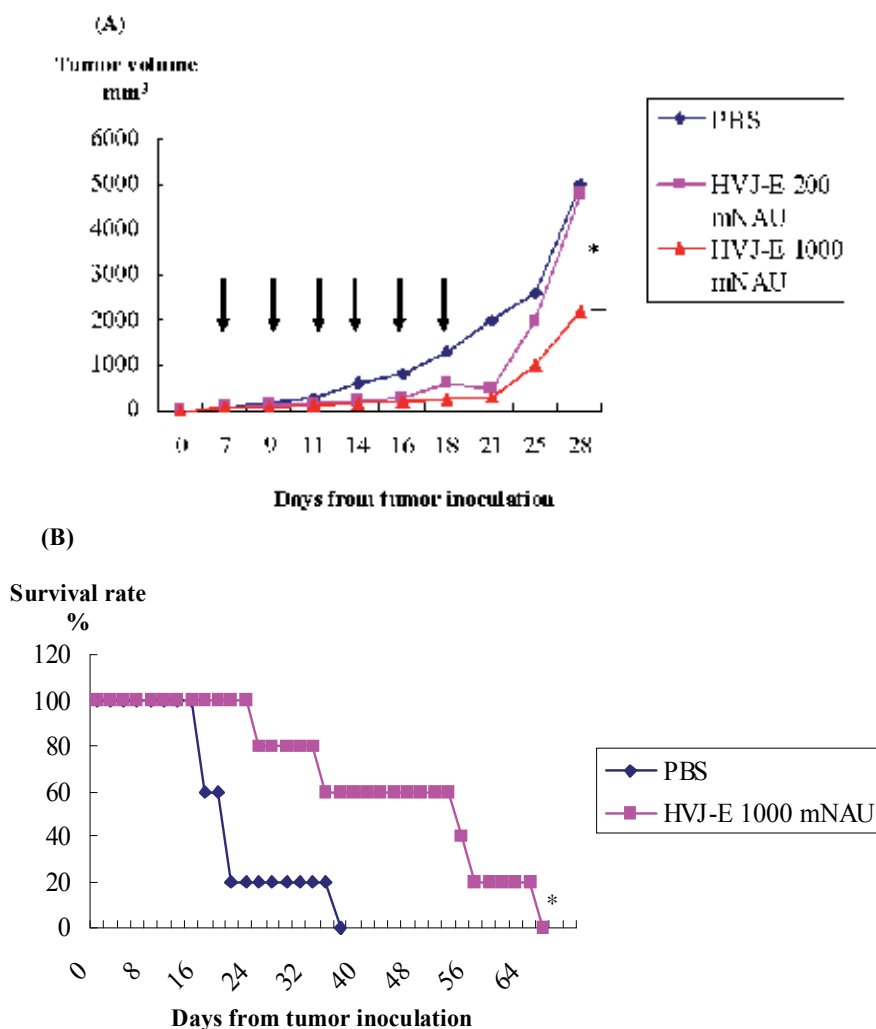 (A)
Tumor volume
mm³
6000
5000
4000
3000
2000
1000
0
0 7 9 11 14 16 18 21 25 28
Days from tumor inoculation
PBS
HVJ-E 200
mNAU
HVJ-E 1000
mNAU
*
(B)
Survival rate
%
120
100
80
60
40
20
0
0 8 16 24 32 40 48 56 64
Days from tumor inoculation
PBS
HVJ-E 1000 mNAU
*